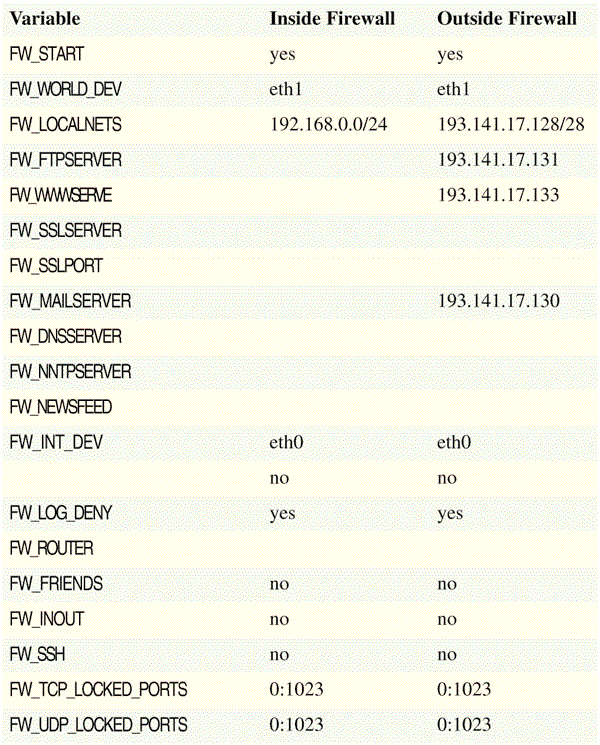 Variable Inside Firewall Outside Firewall
FW_START yes yes
FW_WORLD_DEV eth1 eth1
FW_LOCALNETS 192.168.0.0/24 193.141.17.128/28
FW_FTPSERVER 193.141.17.131
FW_WWWSERVE 193.141.17.133
FW_SSLSERVER
FW_SSLPORT
FW_MAILSERVER 193.141.17.130
FW_DNSSERVER
FW_NNTPSERVER
FW_NEWSFEED
FW_INT_DEV eth0 eth0
no no
FW_LOG_DENY yes yes
FW_ROUTER
FW_FRIENDS no no
FW_INOUT no no
FW_SSH no no
FW_TCP_LOCKED_PORTS 0:1023 0:1023
FW_UDP_LOCKED_PORTS 0:1023 0:1023